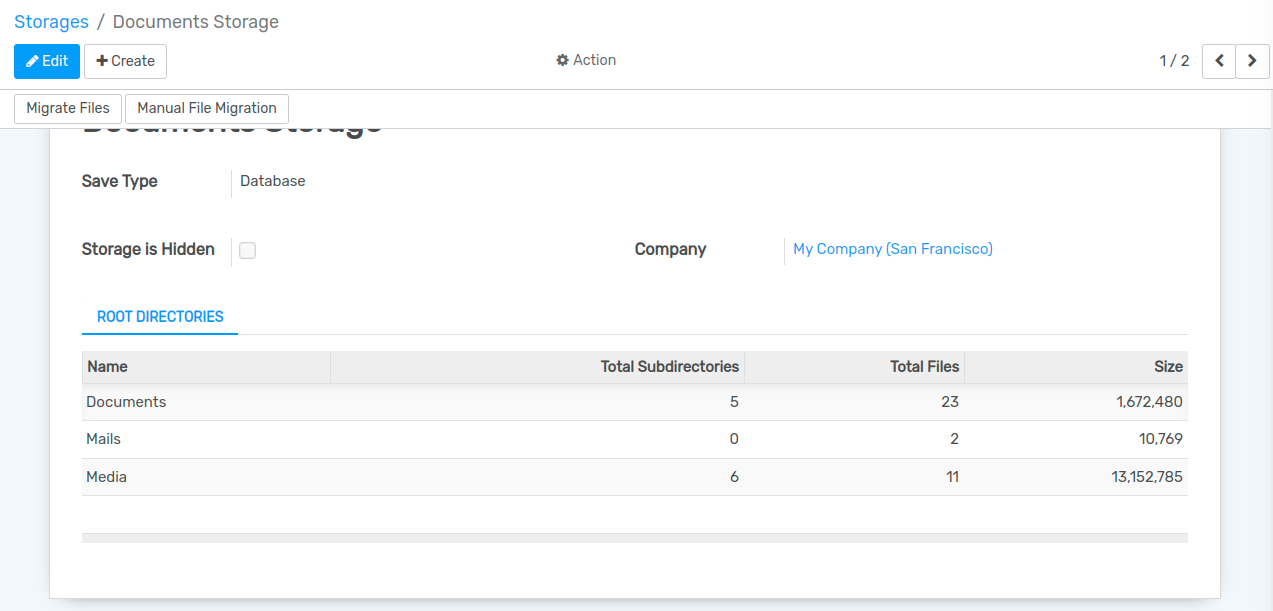 Storages / Documents Storage
Edit Create Action 1 / 2
Migrate Files Manual File Migration
Documents Storage
Save Type Database
Storage is Hidden Company My Company (San Francisco)
ROOT DIRECTORIES
Name Total Subdirectories Total Files Size
Documents 5 23 1,672,480
Mails 0 2 10,769
Media 6 11 13,152,785